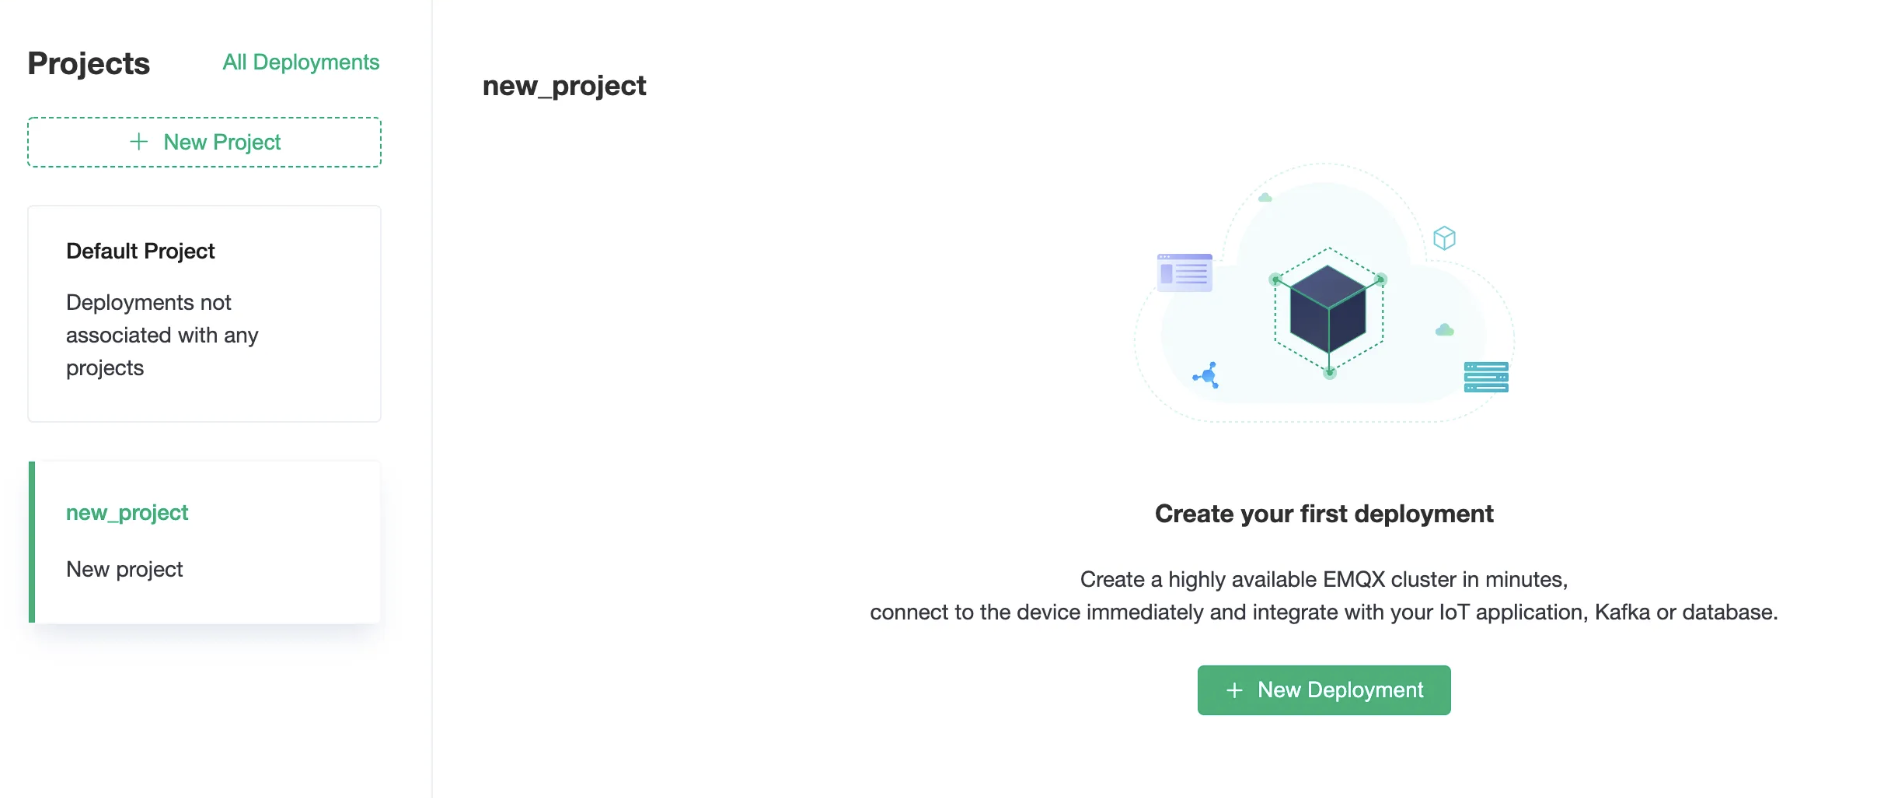 Projects
All Deployments
+ New Project
Default Project
Deployments not
associated with any
projects
new_project
New project
new_project
Create your first deployment
Create a highly available EMQX cluster in minutes,
connect to the device immediately and integrate with your IoT application, Kafka or database.
+ New Deployment